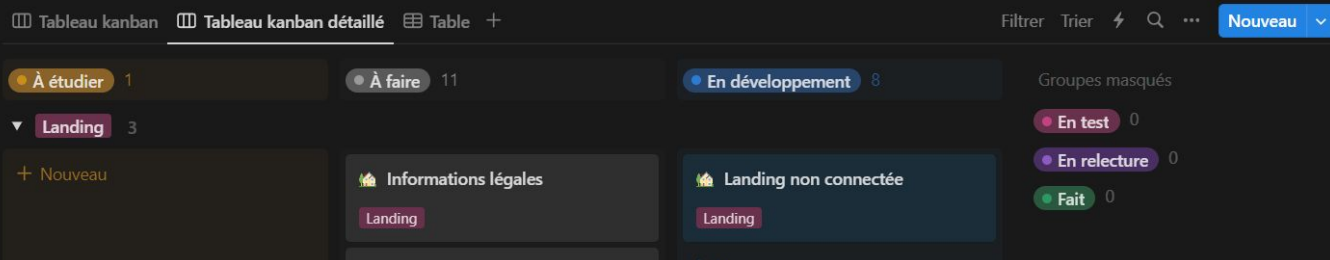 Tableau kanban Tableau kanban détaillé Table
Filtrer Trier Nouveau
À étudier 1 À faire 11 En développement 8 Groupes masqués
En test 0
Landing 3
En relecture 0
+ Nouveau Informations légales Landing non connectée
Fait 0
Landing Landing